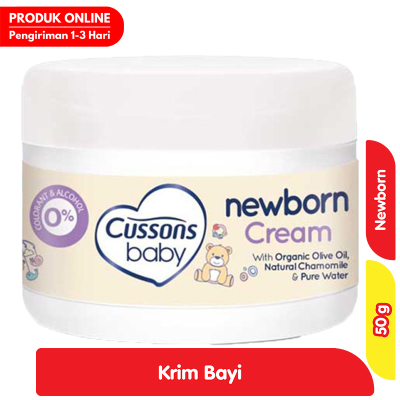 PRODUK ONLINE
Pengiriman 1-3 Hari
COLORANT & ALCOHOL
0%
Cussons
baby
newborn
Cream
With Organic Olive Oil,
Natural Chamomile
& Pure Water
Newborn
50g
Krim Bayi